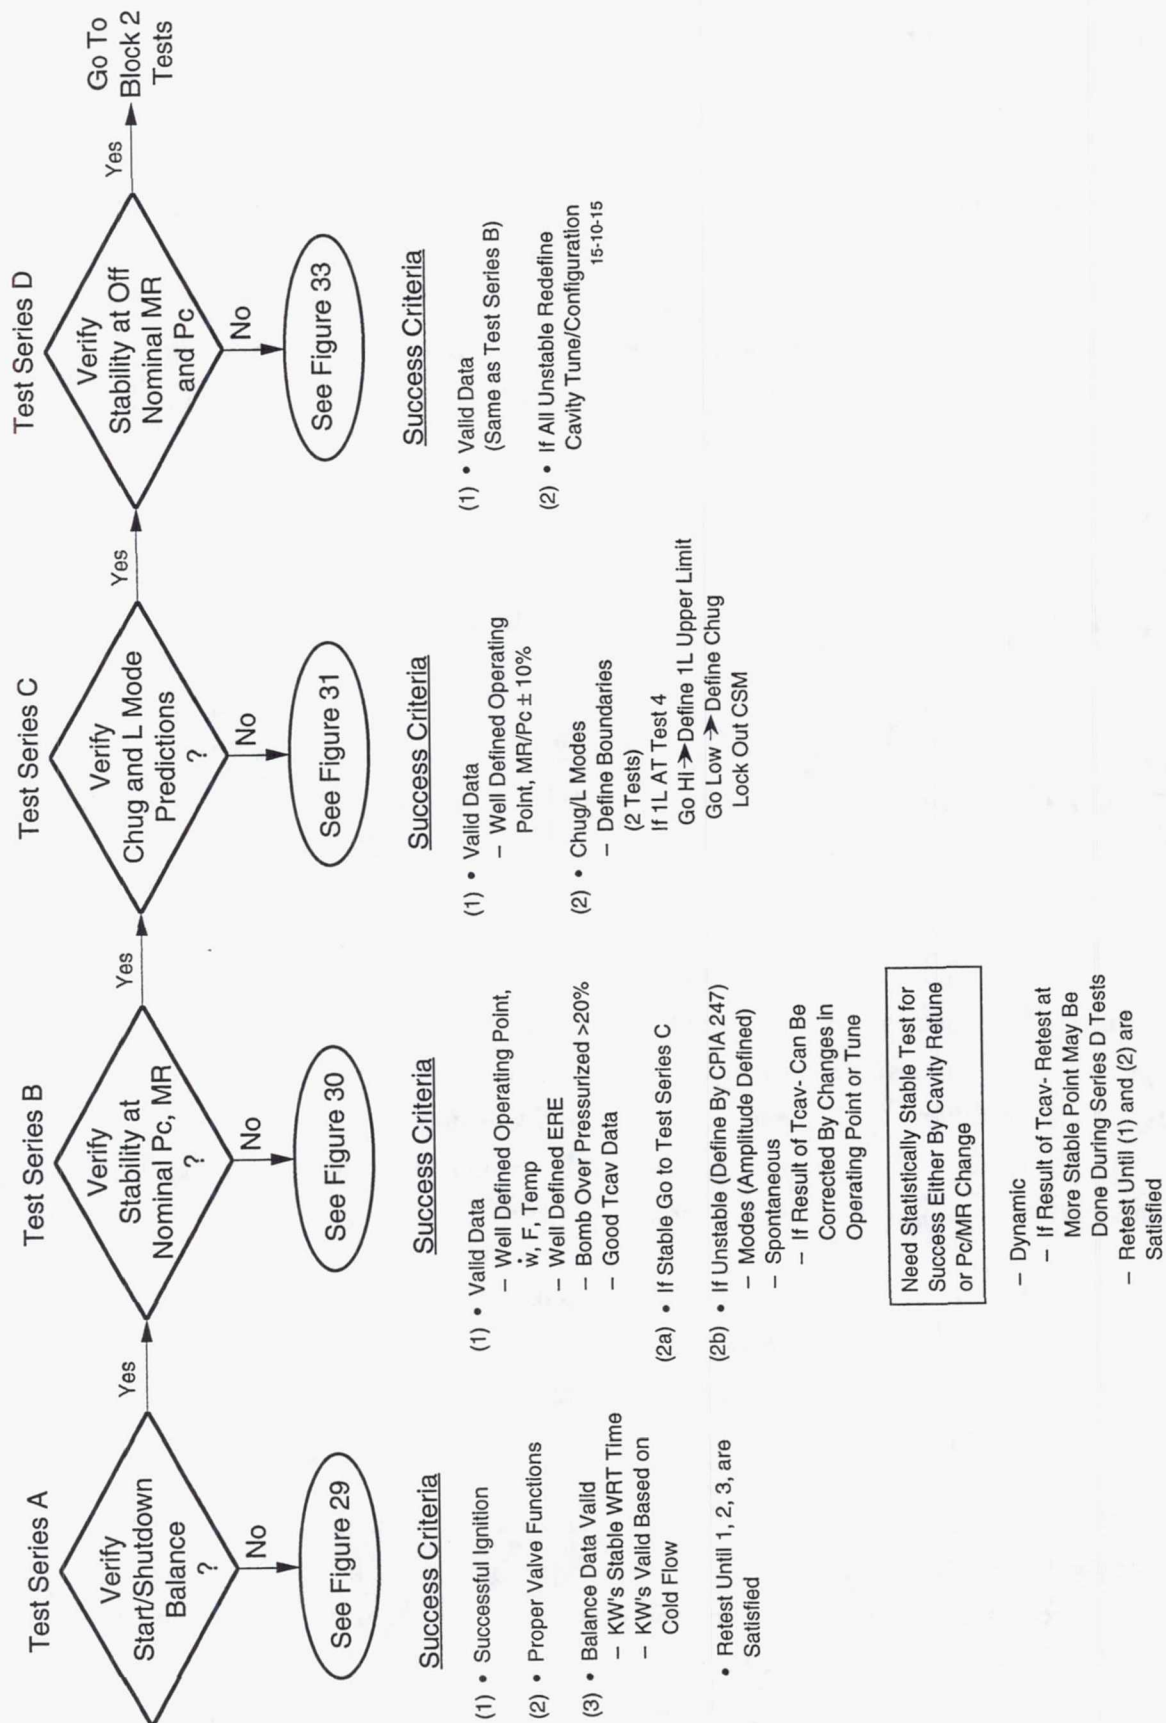 Test Series A
Verify
Start/Shutdown
Balance
?
Yes
No
See Figure 29
Success Criteria
(1) • Successful Ignition
(2) • Proper Valve Functions
(3) • Balance Data Valid
– KW's Stable WRT Time
– KW's Valid Based on
Cold Flow
• Retest Until 1, 2, 3, are
Satisfied
Test Series B
Verify
Stability at
Nominal Pc, MR
?
Yes
No
See Figure 30
Success Criteria
(1) • Valid Data
– Well Defined Operating Point,
ẇ, F, Temp
– Well Defined ERE
– Bomb Over Pressurized >20%
– Good Tcav Data
(2a) • If Stable Go to Test Series C
(2b) • If Unstable (Define By CPIA 247)
– Modes (Amplitude Defined)
– Spontaneous
– If Result of Tcav- Can Be
Corrected By Changes in
Operating Point or Tune
Need Statistically Stable Test for
Success Either By Cavity Retune
or Pc/MR Change
– Dynamic
– If Result of Tcav- Retest at
More Stable Point May Be
Done During Series D Tests
– Retest Until (1) and (2) are
Satisfied
Test Series C
Verify
Chug and L Mode
Predictions
?
Yes
No
See Figure 31
Success Criteria
(1) • Valid Data
– Well Defined Operating
Point, MR/Pc ± 10%
(2) • Chug/L Modes
– Define Boundaries
(2 Tests)
If 1L AT Test 4
Go HI➔Define 1L Upper Limit
Go Low ➔ Define Chug
Lock Out CSM
Test Series D
Verify
Stability at Off
Nominal MR
and Pc
Yes
Go To
Block 2
Tests
No
See Figure 33
Success Criteria
(1) • Valid Data
(Same as Test Series B)
(2) • If All Unstable Redefine
Cavity Tune/Configuration
15-10-15